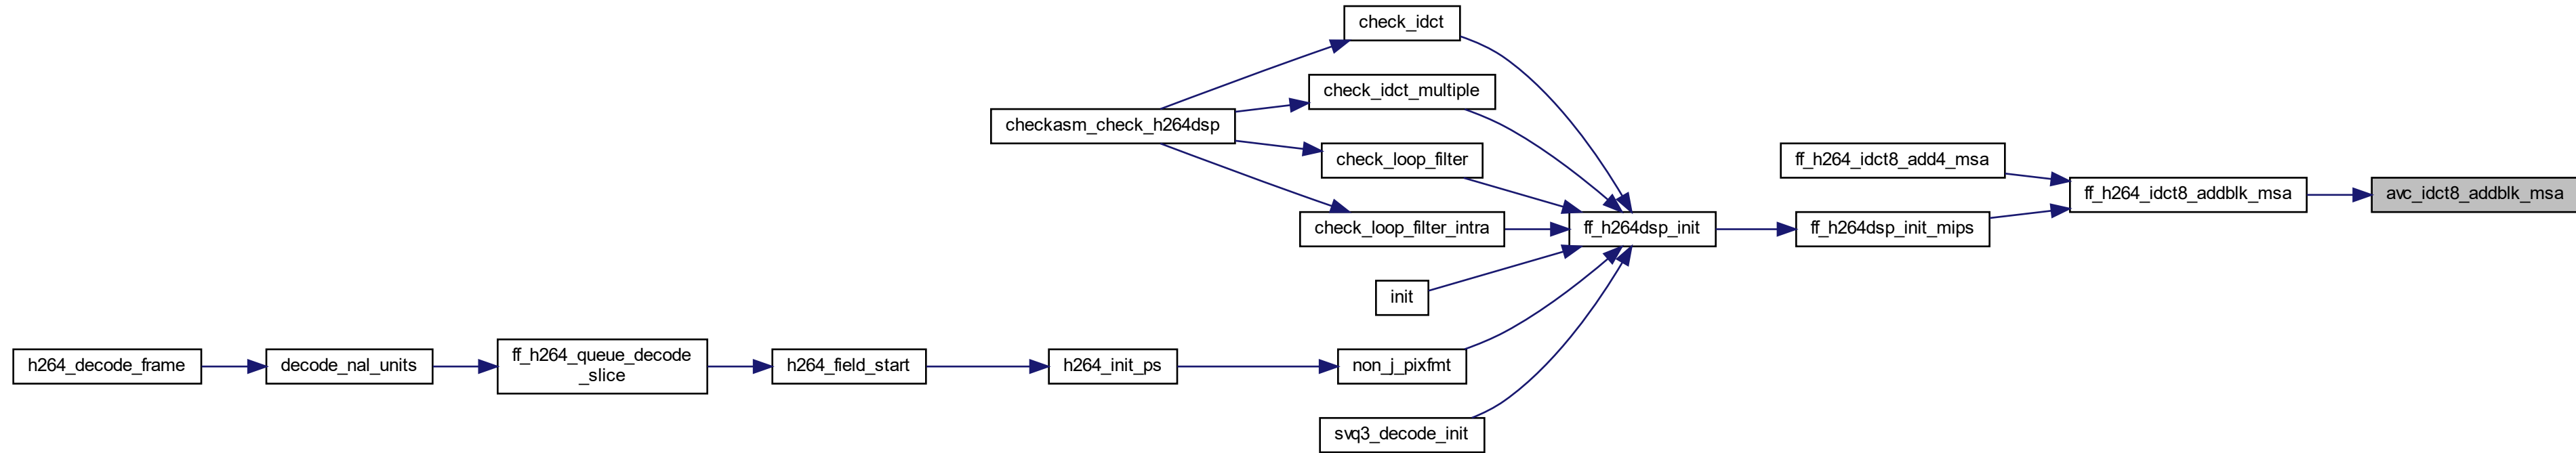 check_idct
check_idct_multiple
checkasm_check_h264dsp
check_loop_filter
ff_h264_idct8_add4_msa
ff_h264_idct8_addblk_msa
avc_idct8_addblk_msa
check_loop_filter_intra
ff_h264dsp_init
ff_h264dsp_init_mips
init
h264_decode_frame
decode_nal_units
ff_h264_queue_decode
_slice
h264_field_start
h264_init_ps
non_j_pixfmt
svq3_decode_init